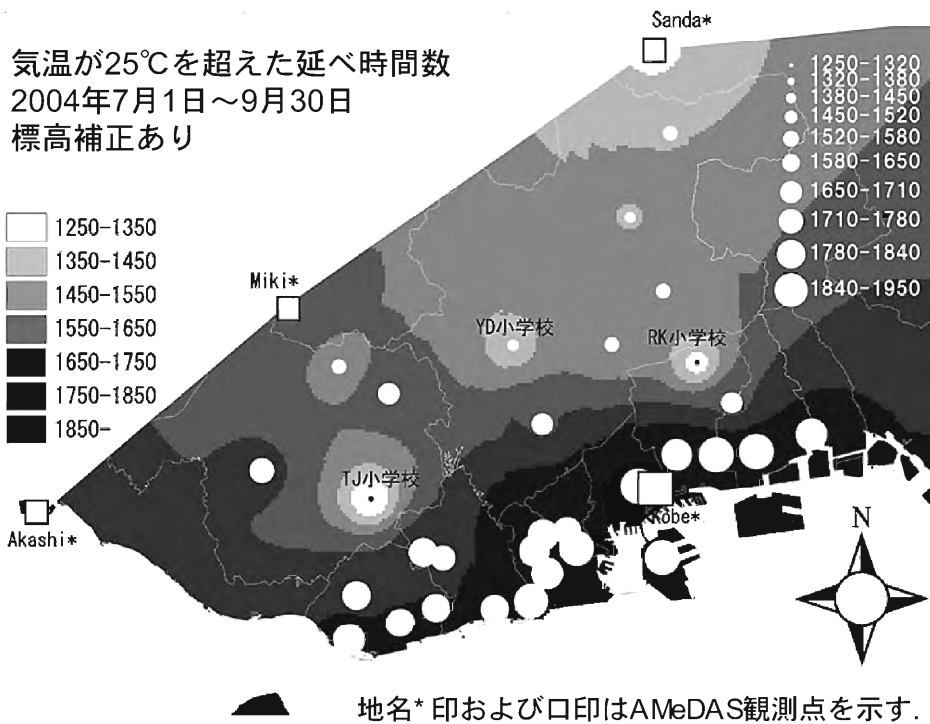 Sanda*
気温が25℃を超えた延べ時間数
2004年7月1日～9月30日
標高補正あり
1250-1320
1320-1380
1380-1450
1450-1520
1520-1580
1580-1650
1650-1710
1710-1780
1780-1840
1840-1950
1250-1350
1350-1450
1450-1550
1550-1650
1650-1750
1750-1850
1850-
Miki*
YD小学校
RK小学校
TJ小学校
Akashi*
Kobe*
N
地名*印および口印はAMeDAS観測点を示す.